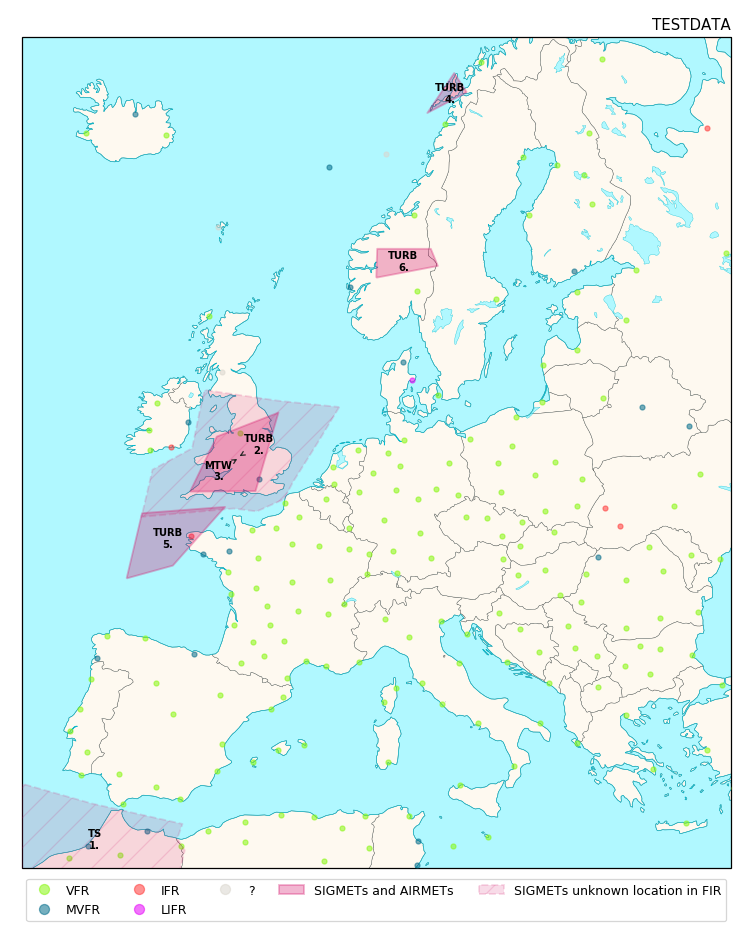 TESTDATA
TURB
4.
TURB
6.
TURB
2.
MTW
3.
TURB
5.
TS
1.
VFR
IFR
?
SIGMETs and AIRMETs
SIGMETs unknown location in FIR
MVFR
LIFR